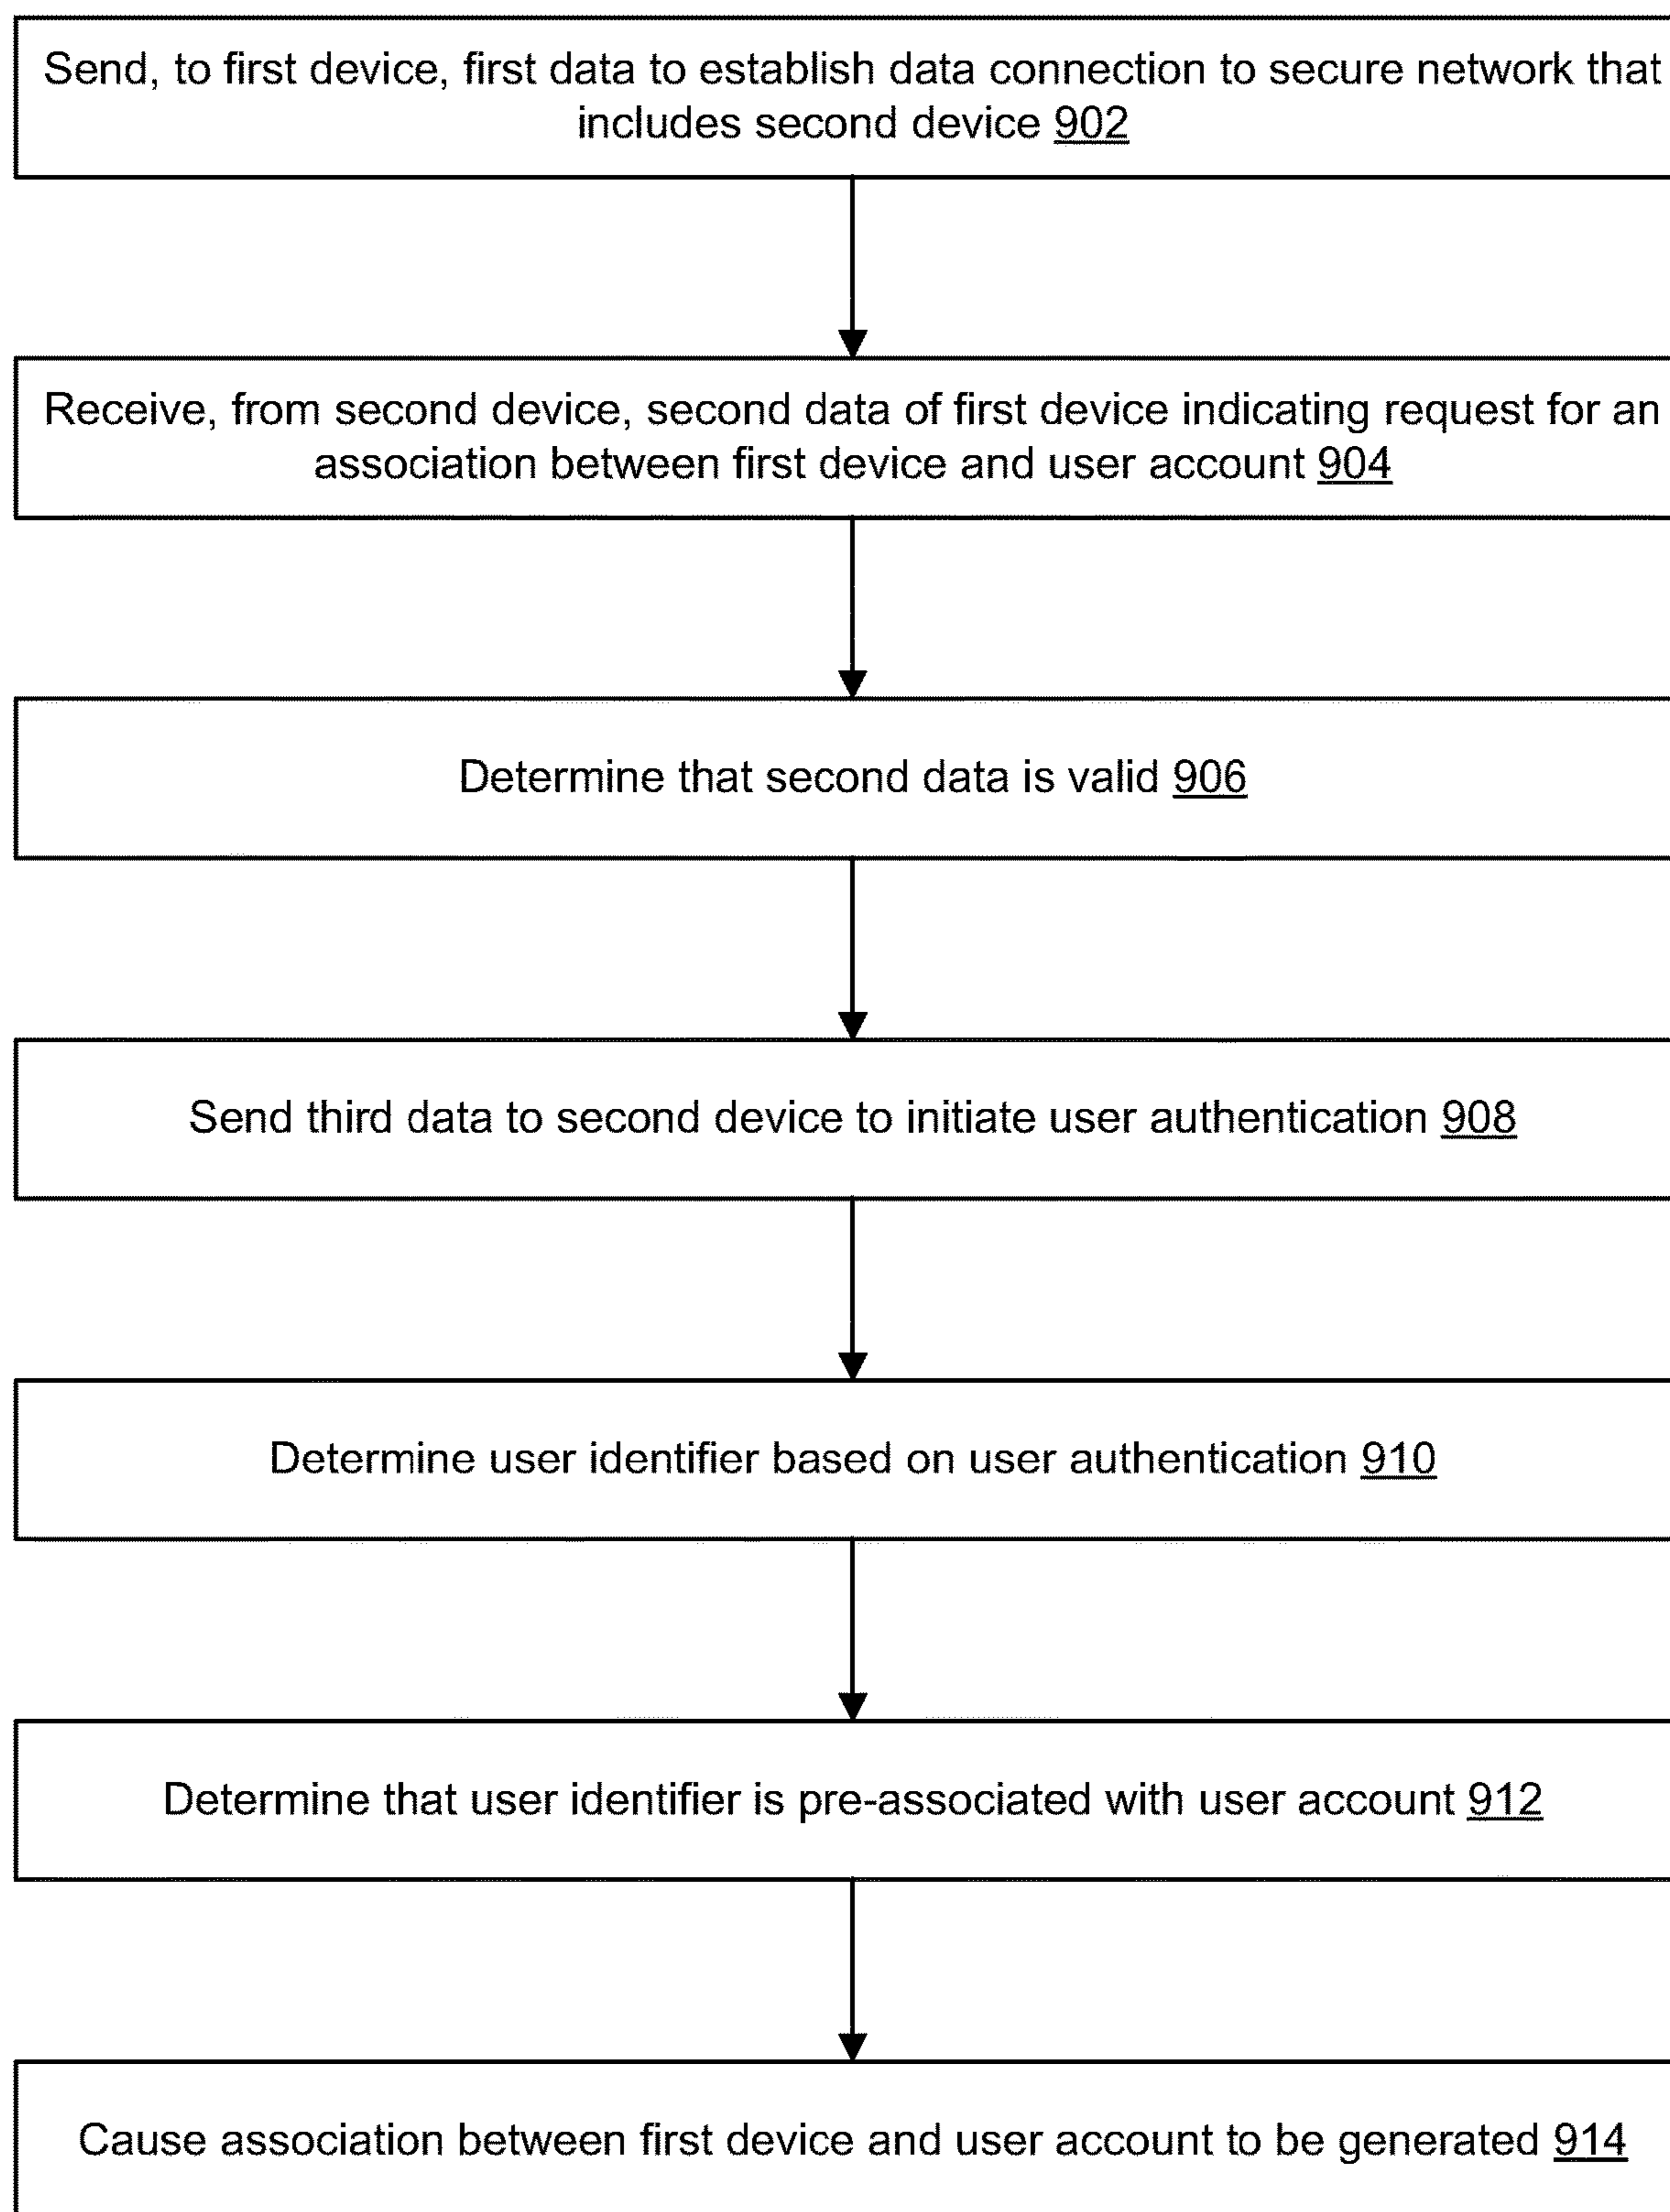 Send, to first device, first data to establish data connection to secure network that
includes second device 902
Receive, from second device, second data of first device indicating request for an
association between first device and user account 904
Determine that second data is valid 906
Send third data to second device to initiate user authentication 908
Determine user identifier based on user authentication 910
Determine that user identifier is pre-associated with user account 912
Cause association between first device and user account to be generated 914